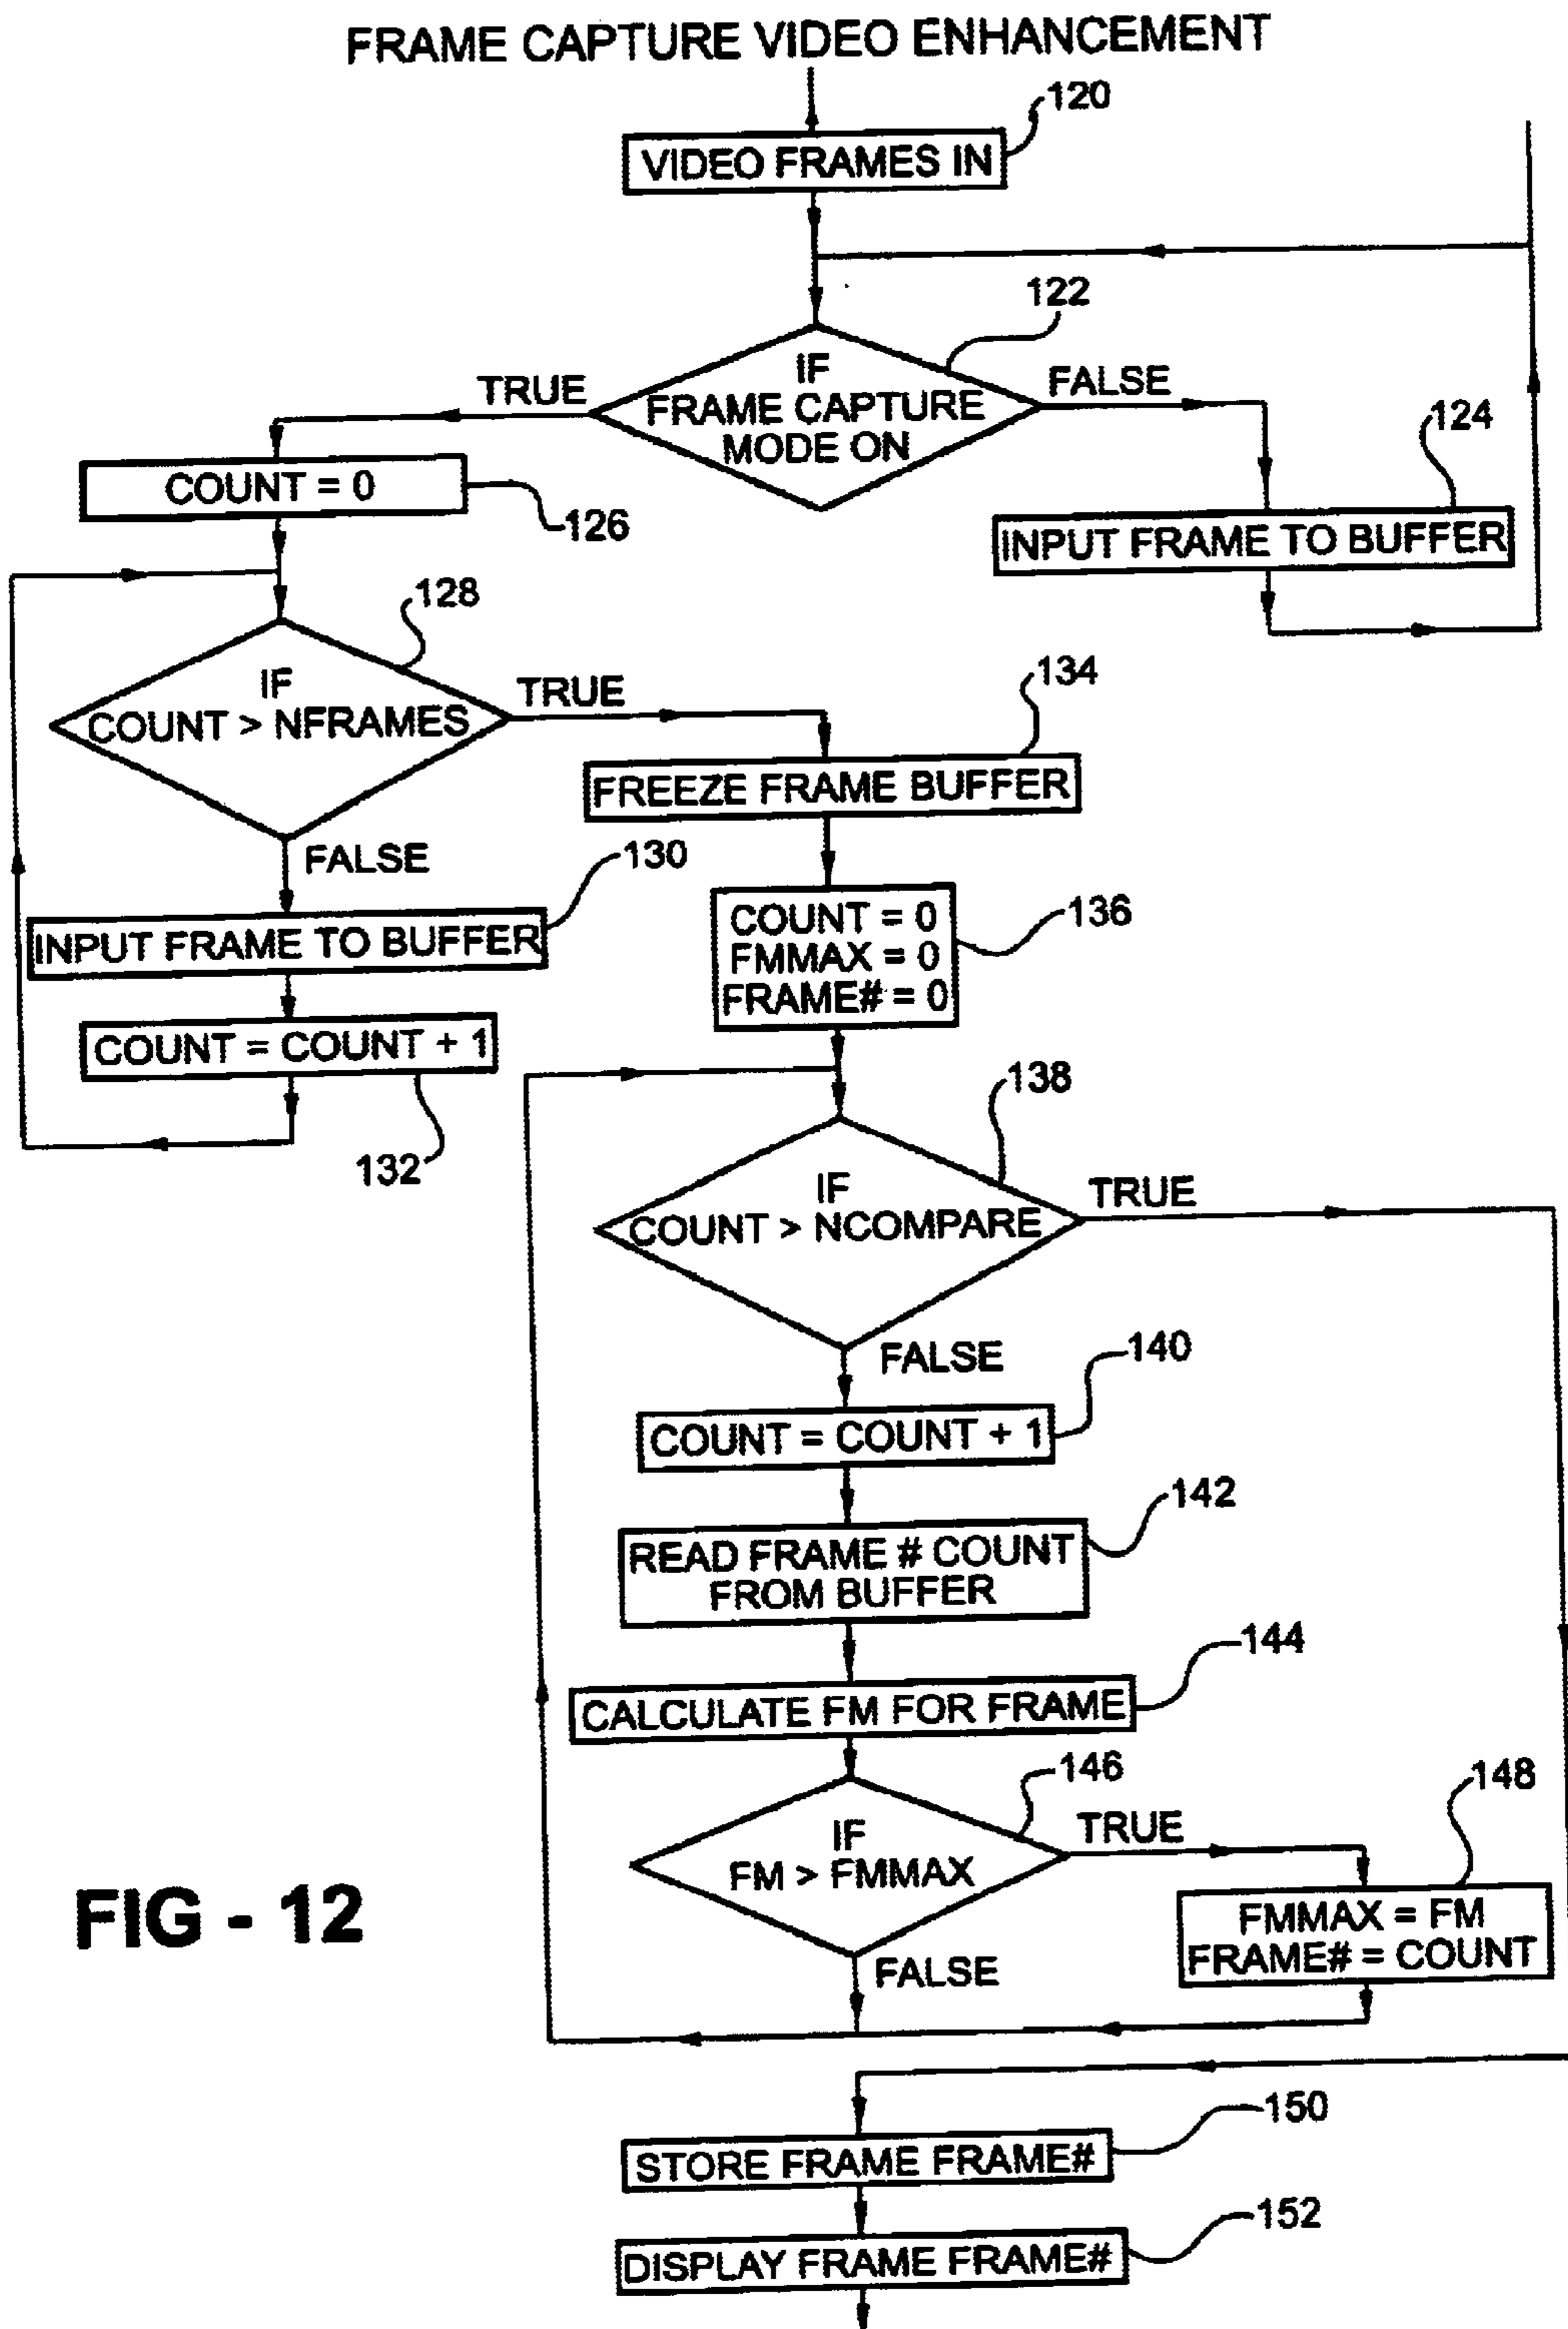 FRAME CAPTURE VIDEO ENHANCEMENT
120
VIDEO FRAMES IN
122
IF
FRAME CAPTURE
MODE ON
TRUE
FALSE
124
COUNT = 0
126
INPUT FRAME TO BUFFER
128
IF
COUNT > NFRAMES
TRUE
134
FREEZE FRAME BUFFER
FALSE
130
INPUT FRAME TO BUFFER
136
COUNT = 0
FMMAX = 0
FRAME# = 0
COUNT = COUNT + 1
132
138
IF
COUNT > NCOMPARE
TRUE
FALSE
140
COUNT = COUNT + 1
142
READ FRAME # COUNT
FROM BUFFER
144
CALCULATE FM FOR FRAME
146
IF
FM > FMMAX
TRUE
148
FMMAX = FM
FRAME# = COUNT
FALSE
FIG - 12
150
STORE FRAME FRAME#
152
DISPLAY FRAME FRAME#